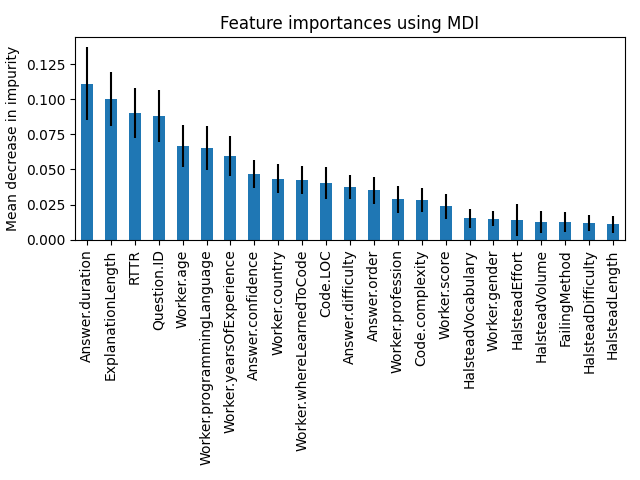 Feature importances using MDI
Mean decrease in impurity
0.125
0.100
0.075
0.050
0.025
0.000
Answer.duration
ExplanationLength
RTTR
Question.ID
Worker.age
Worker.programmingLanguage
Worker.yearsOfExperience
Answer.confidence
Worker.country
Worker.whereLearnedToCode
Code.LOC
Answer.difficulty
Answer.order
Worker.profession
Code.complexity
Worker.score
HalsteadVocabulary
Worker.gender
HalsteadEffort
HalsteadVolume
FailingMethod
HalsteadDifficulty
HalsteadLength